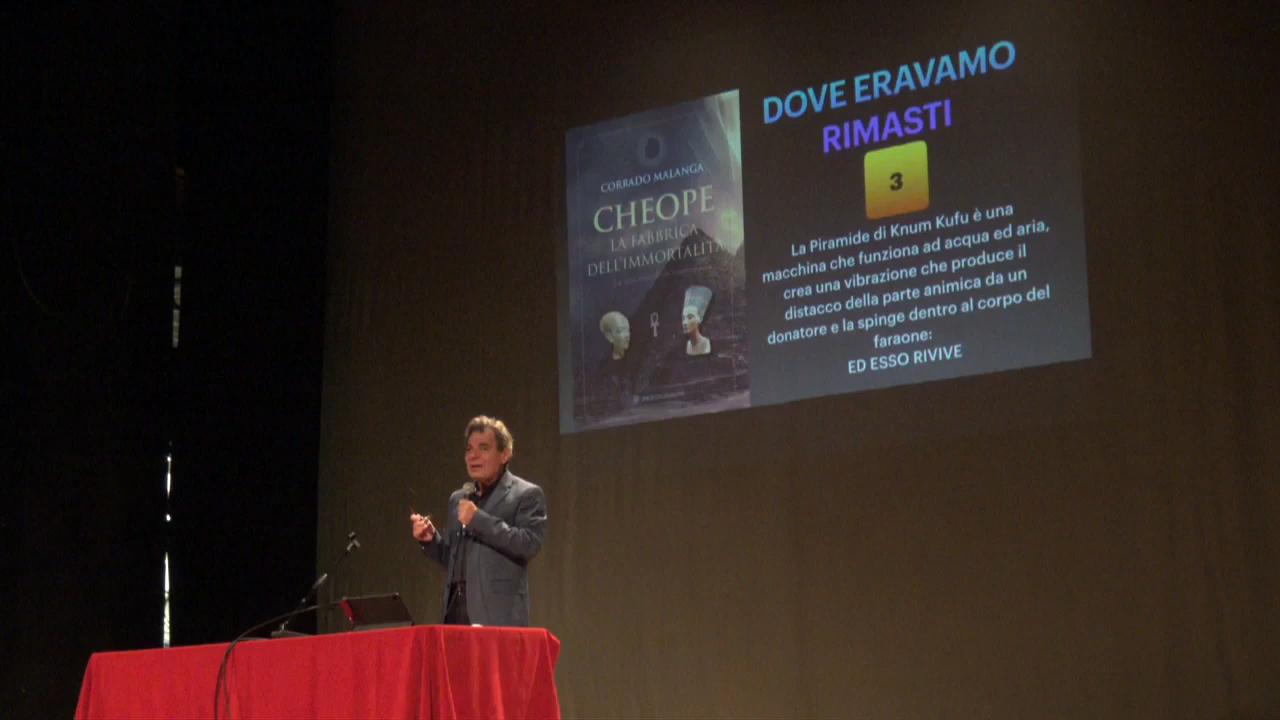 DOVE ERAVAMO
RIMASTI
3
CORRADO MALANGA
CHEOPE
LA FABBRICA
DELL'IMMORTALITÀ
La Piramide di Knum Kufu è una
macchina che funziona ad acqua ed aria,
crea una vibrazione che produce il
distacco della parte animica da un
donatore e la spinge dentro al corpo del
faraone:
ED ESSO RIVIVE